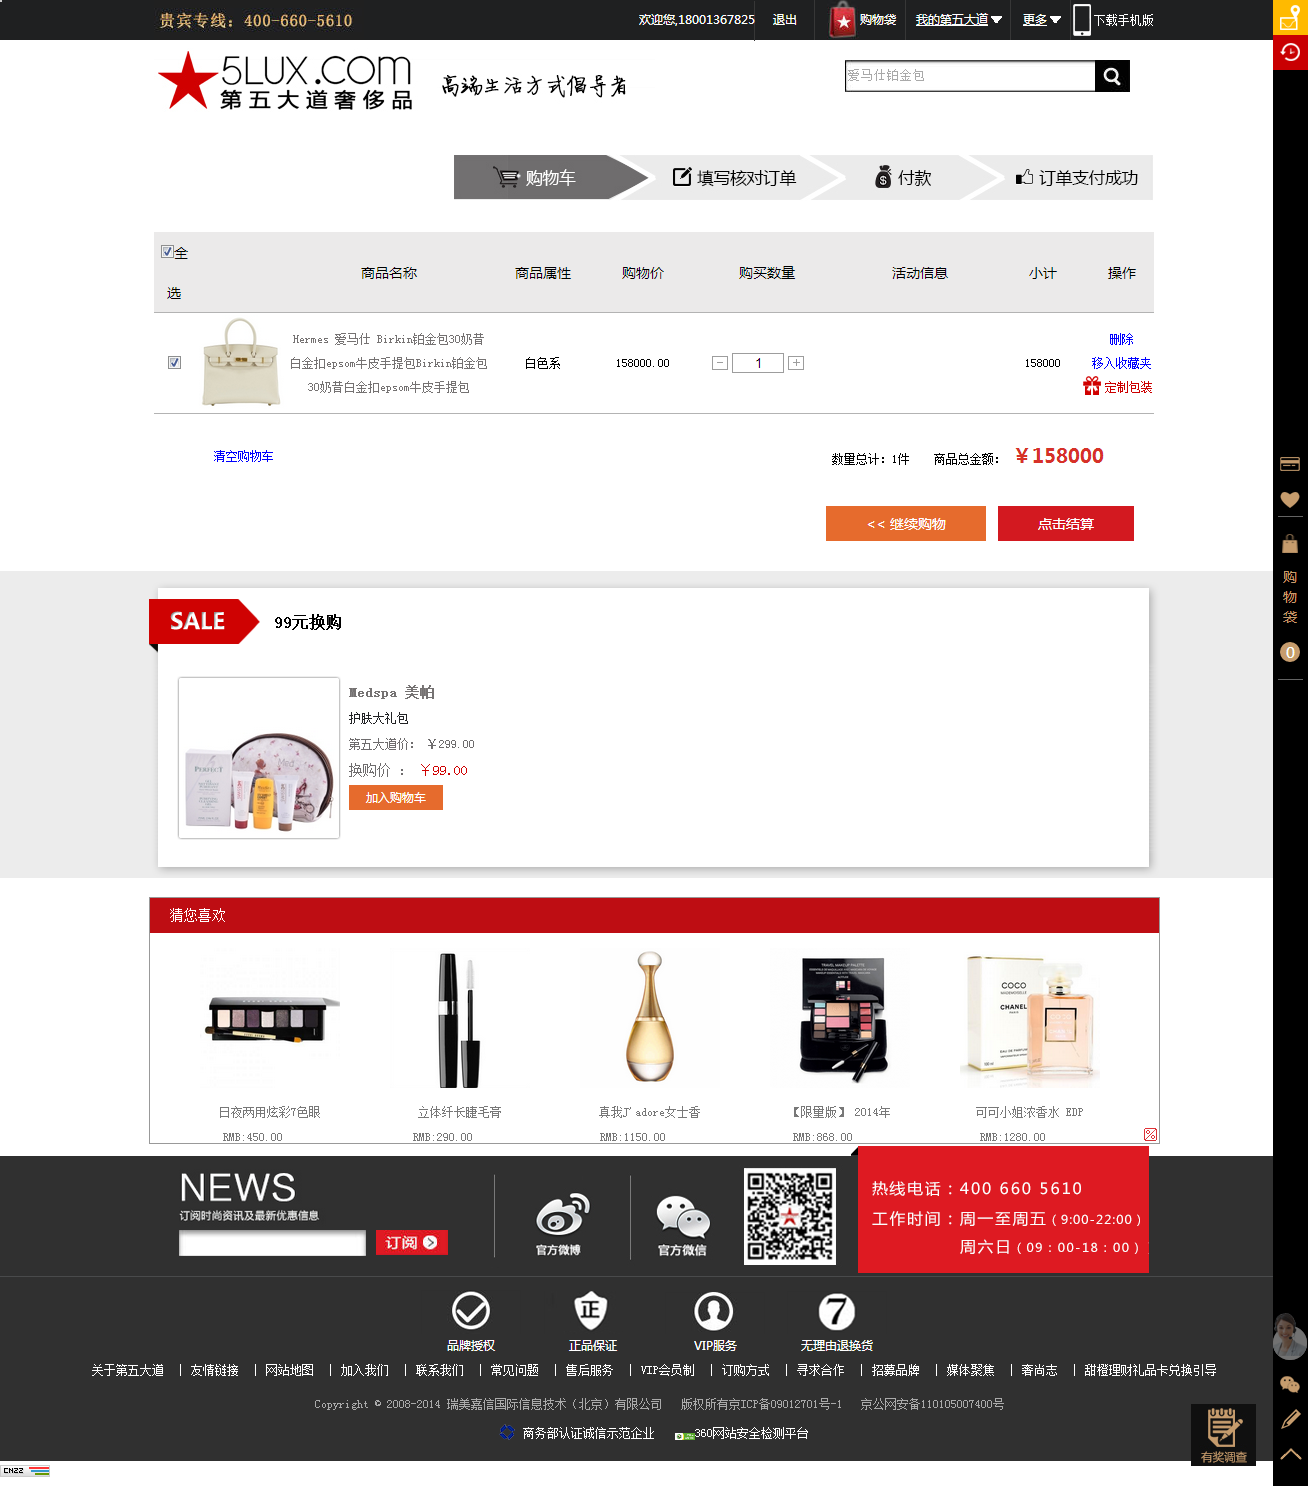 贵宾专线：400-660-5610
欢迎您,18001367825 退出 购物袋 我的第五大道 更多 下载手机版
5LUX.COM
第五大道奢侈品
高端生活方式倡导者
爱马仕铂金包
购物车 填写核对订单 付款 订单支付成功
全选 商品名称 商品属性 购物价 购买数量 活动信息 小计 操作
Hermes 爱马仕 Birkin铂金包30奶昔
白金扣epsom牛皮手提包Birkin铂金包
30奶昔白金扣epsom牛皮手提包
白色系 158000.00 - 1 + 158000
删除
移入收藏夹
定制包装
清空购物车
数量总计：1件 商品总金额：￥158000
<< 继续购物 点击结算
购物袋
0
SALE 99元换购
Medspa 美帕
护肤大礼包
第五大道价： ￥299.00
换购价 ： ￥99.00
加入购物车
PERFECT
Med
猜您喜欢
TRAVEL MAKEUP PALETTE
COCO
MADEMOISELLE
CHANEL
PARIS
COCO
CHANEL
日夜两用炫彩7色眼 立体纤长睫毛膏 真我J'adore女士香 【限量版】 2014年 可可小姐浓香水 EDP
RMB:450.00 RMB:290.00 RMB:1150.00 RMB:868.00 RMB:1280.00
NEWS
订阅时尚资讯及最新优惠信息
订阅
官方微博 官方微信
热线电话：400 660 5610
工作时间：周一至周五（9:00-22:00）
周六日（09：00-18：00）
正
7
品牌授权 正品保证 VIP服务 无理由退换货
关于第五大道 | 友情链接 | 网站地图 | 加入我们 | 联系我们 | 常见问题 | 售后服务 | VIP会员制 | 订购方式 | 寻求合作 | 招募品牌 | 媒体聚焦 | 奢尚志 | 甜橙理财礼品卡兑换引导
Copyright © 2008-2014 瑞美嘉信国际信息技术（北京）有限公司 版权所有京ICP备09012701号-1 京公网安备110105007400号
商务部认证诚信示范企业 360网站安全检测平台
有奖调查
CNZZ